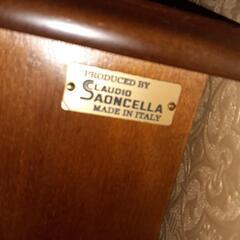 PRODUCED BY
CLAUDIO
SAONCELLA
MADE IN ITALY